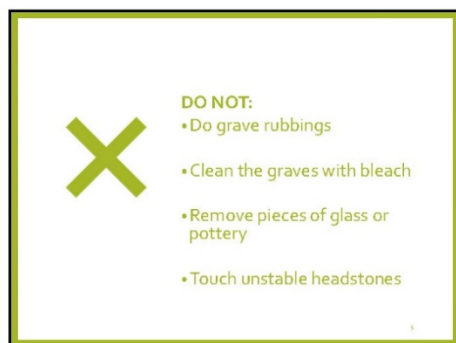 DO NOT:
•Do grave rubbings
•Clean the graves with bleach
•Remove pieces of glass or
pottery
•Touch unstable headstones